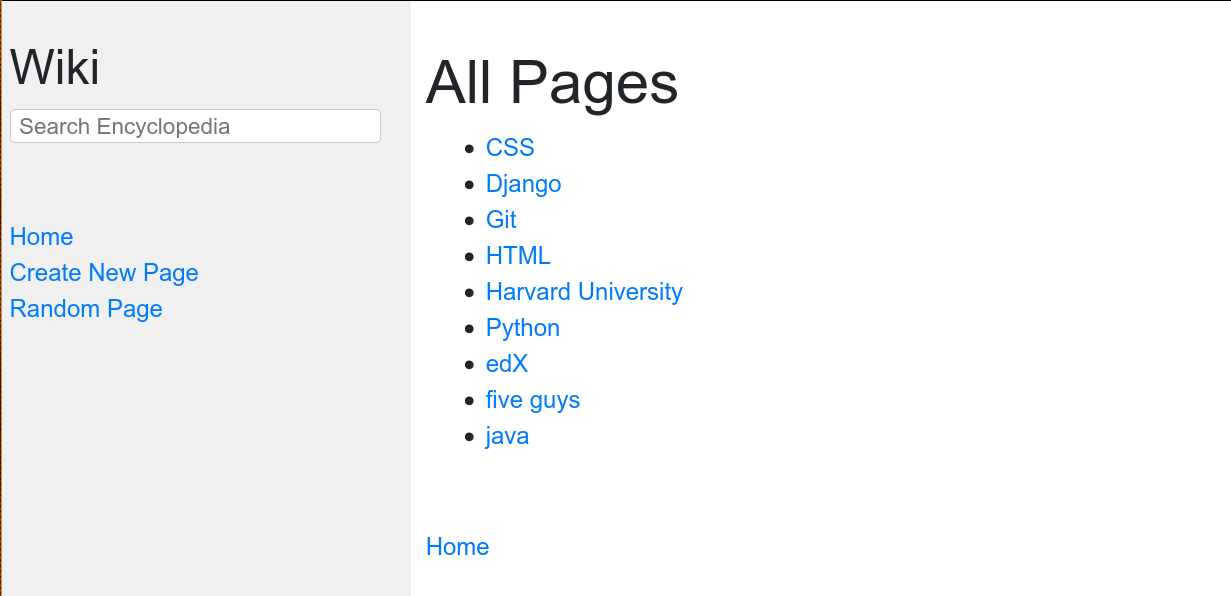 Wiki
Search Encyclopedia
Home
Create New Page
Random Page
All Pages
CSS
Django
Git
HTML
Harvard University
Python
edX
five guys
java
Home